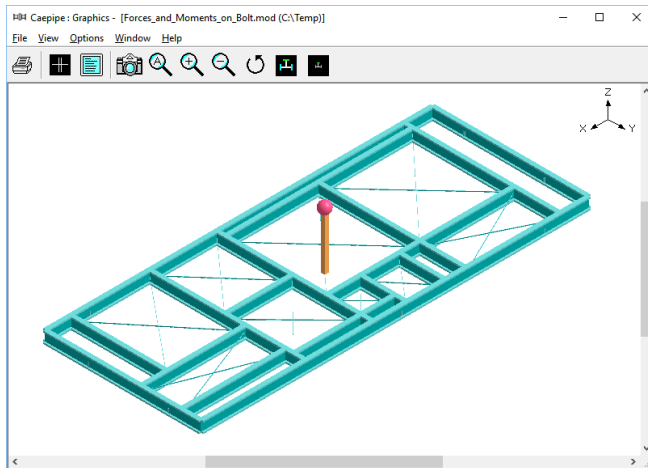 Caepipe : Graphics - [Forces_and_Moments_on_Bolt.mod (C:\Temp)]
File View Options Window Help
A
Z
X Y